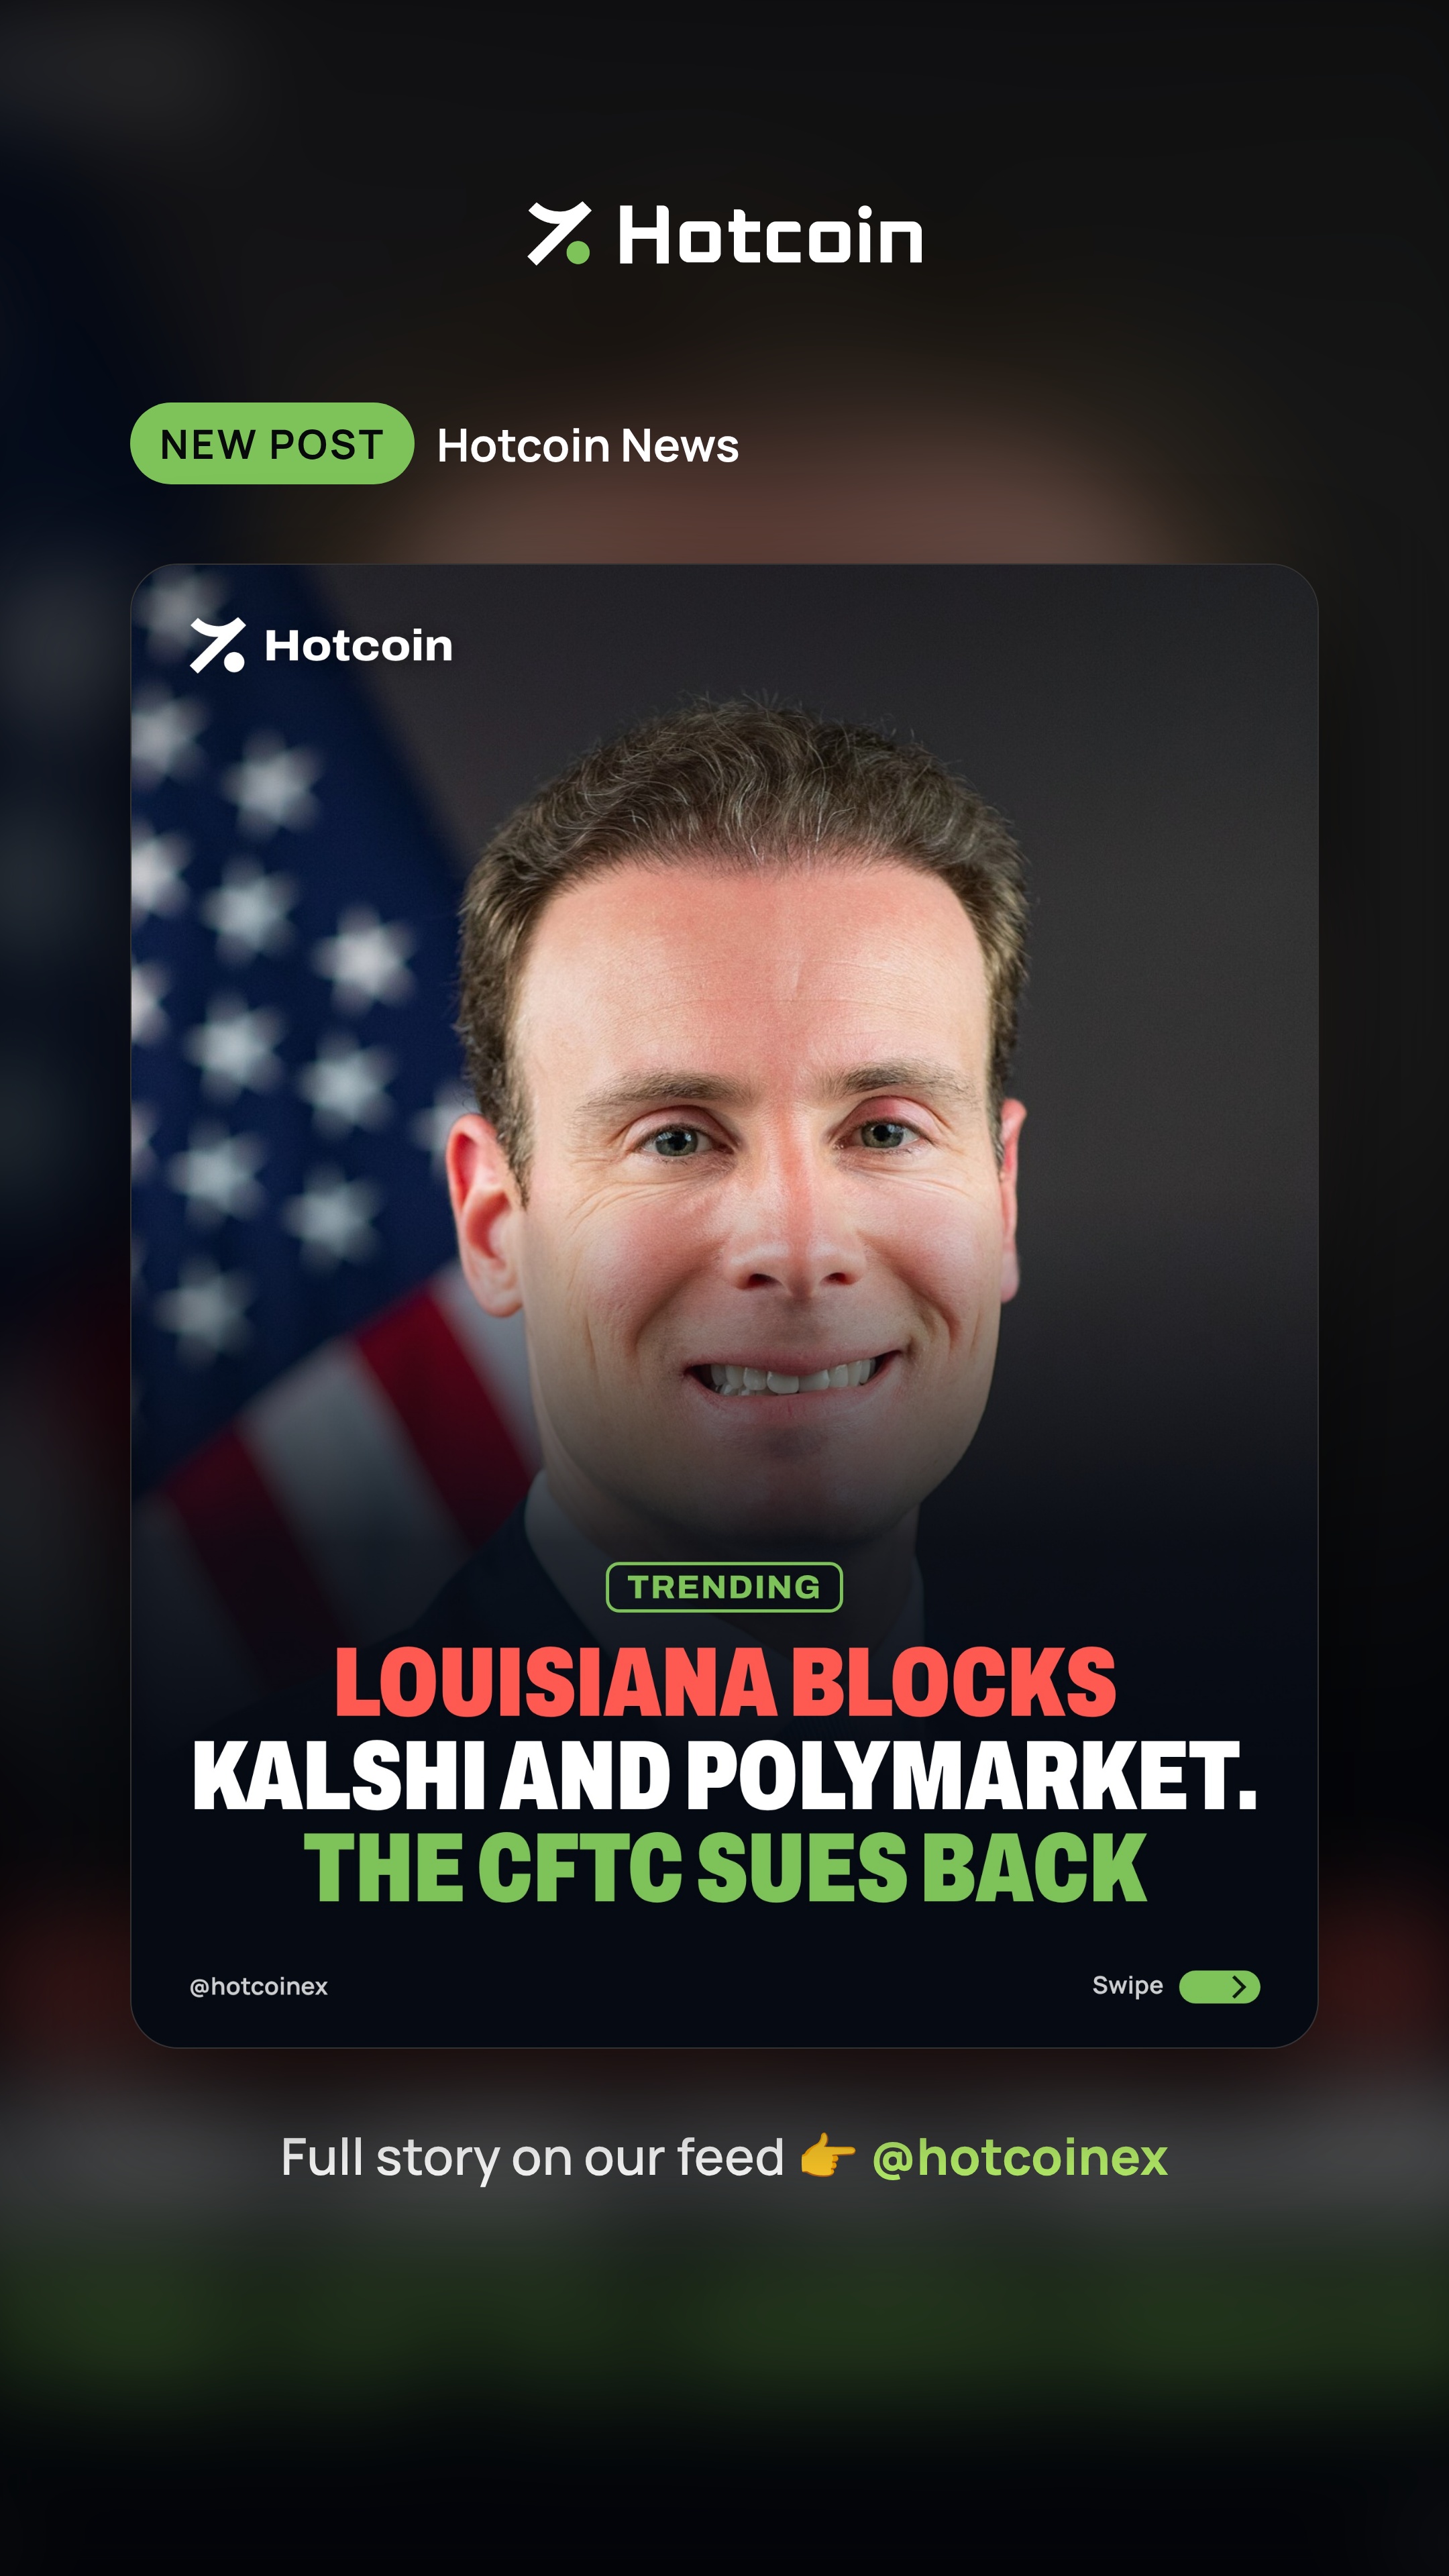 Hotcoin
NEW POST Hotcoin News
Hotcoin
TRENDING
LOUISIANA BLOCKS
KALSHI AND POLYMARKET.
THE CFTC SUES BACK
@hotcoinex Swipe
Full story on our feed 👉 @hotcoinex